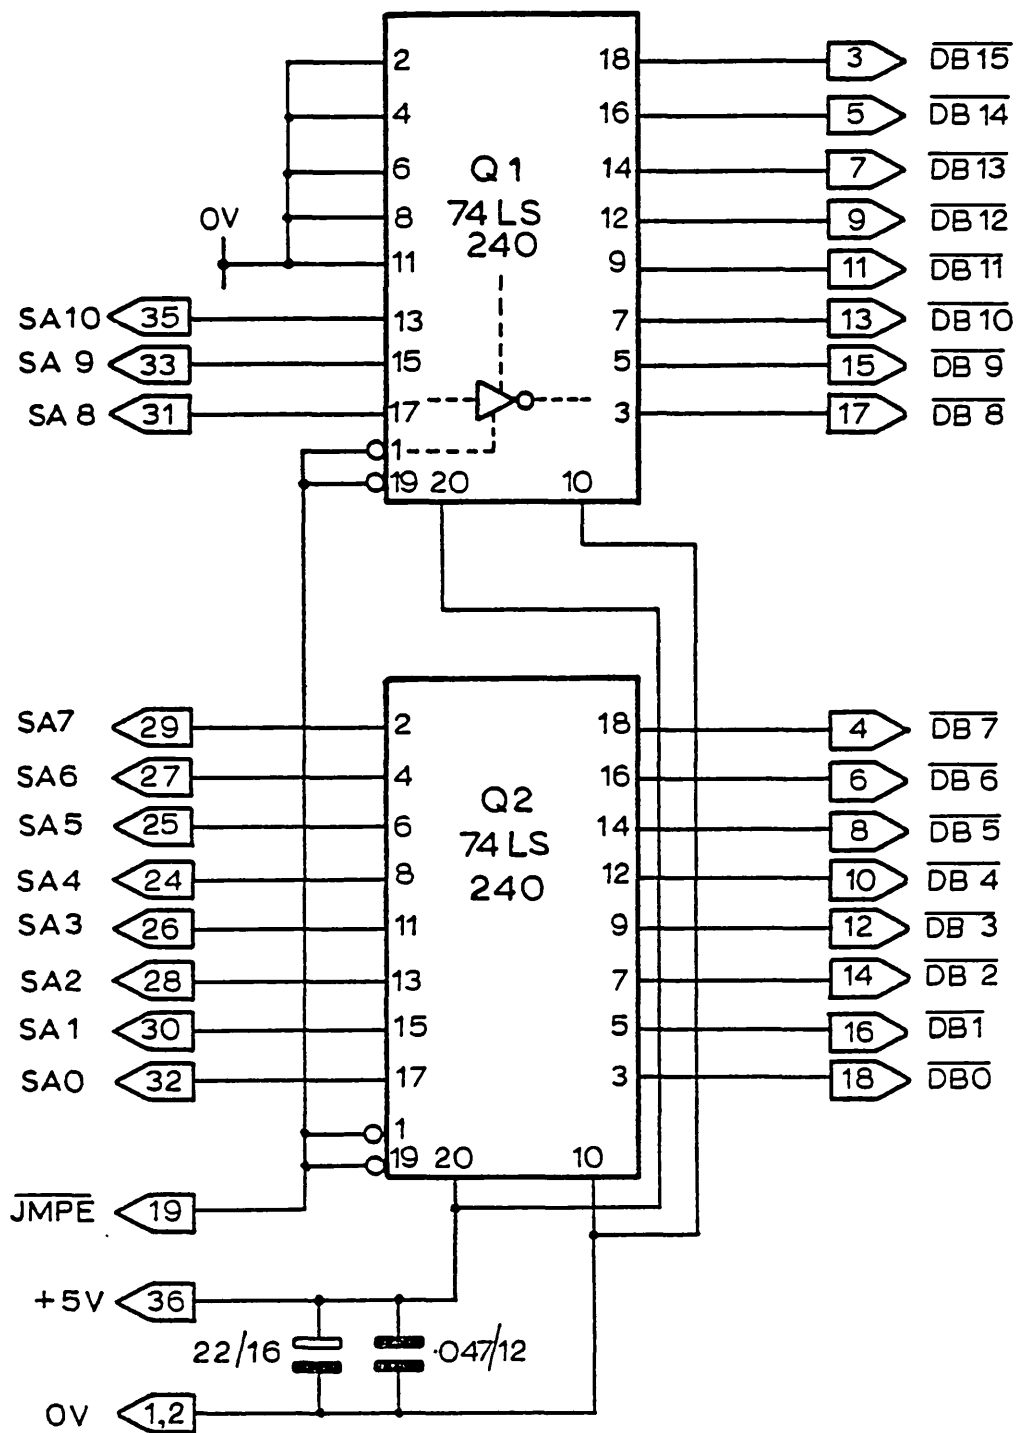 2 18 3 DB 15
4 16 5 DB 14
6 14 7 DB 13
Q1
74 LS
240
8 12 9 DB 12
0V
11 9 11 DB 11
SA10 35 13 7 13 DB 10
SA 9 33 15 5 15 DB 9
SA 8 31 17 3 17 DB 8
1
19 20 10
SA7 29 2 18 4 DB 7
SA6 27 4 16 6 DB 6
Q2
74 LS
240
SA5 25 6 14 8 DB 5
SA4 24 8 12 10 DB 4
SA3 26 11 9 12 DB 3
SA2 28 13 7 14 DB 2
SA1 30 15 5 16 DB1
SA0 32 17 3 18 DB0
1
19 20 10
JMPE 19
+5V 36
22/16 .047/12
0V 1,2